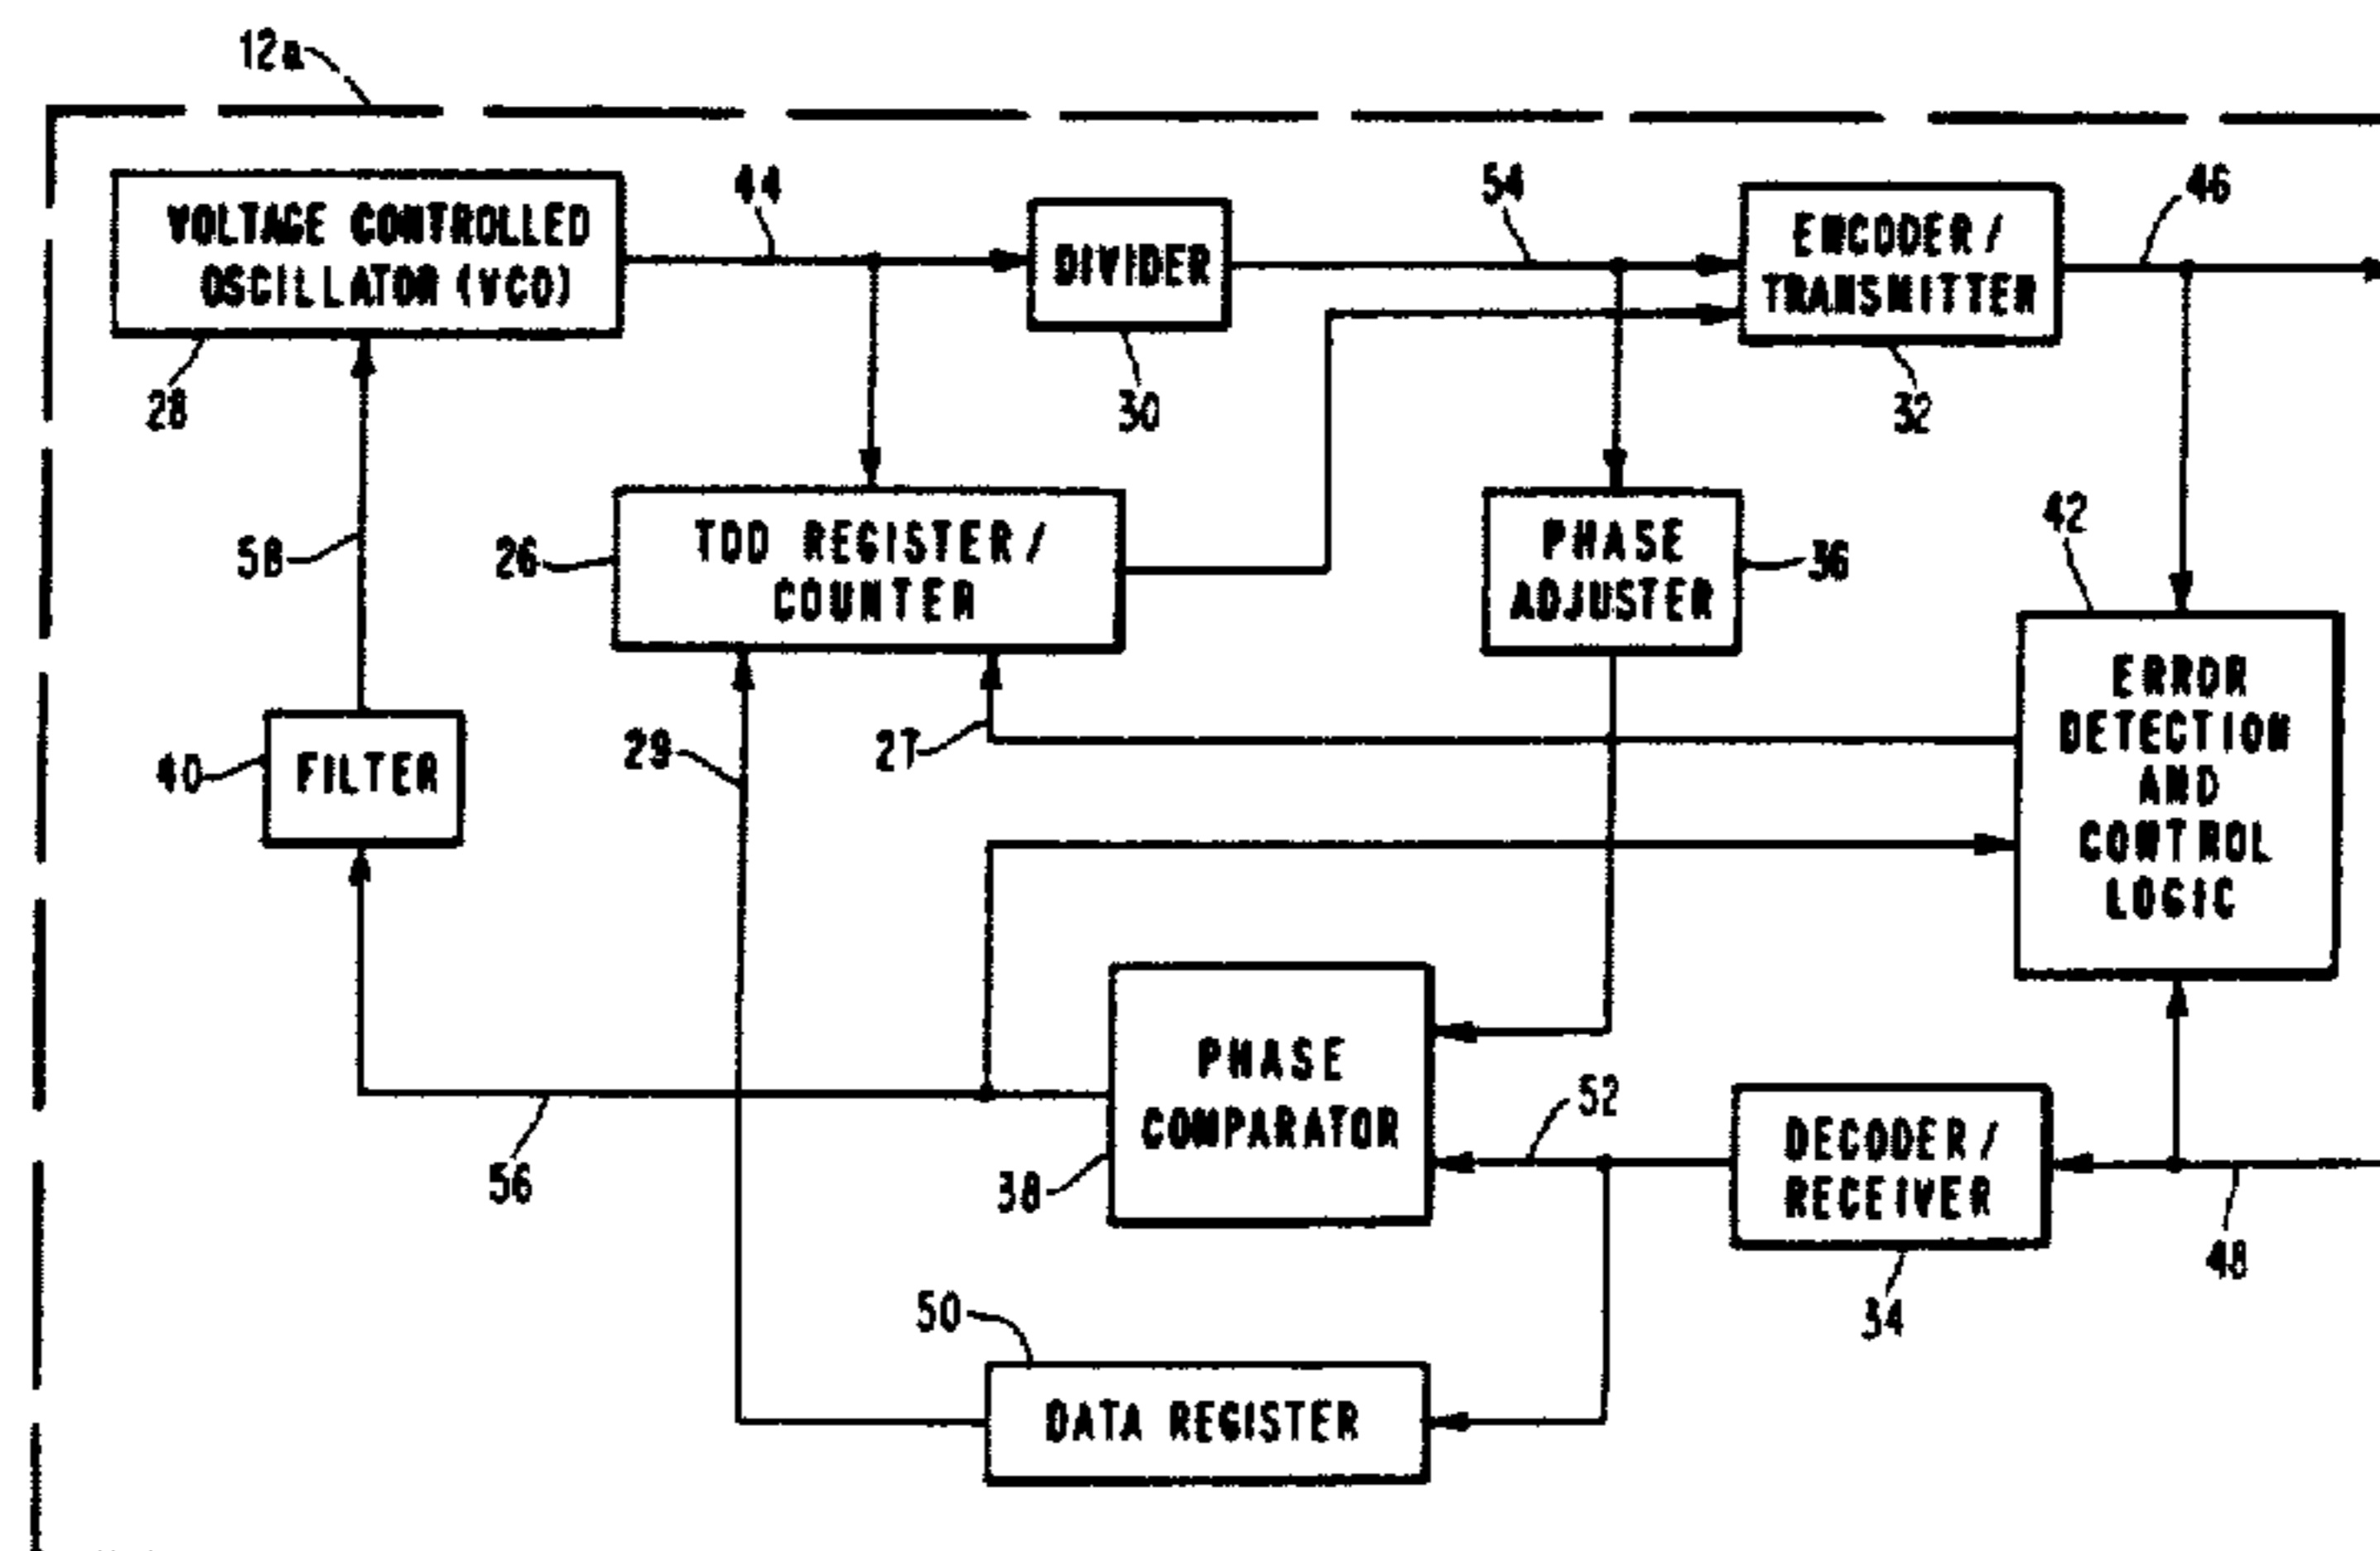 12a
VOLTAGE CONTROLLED
OSCILLATOR (VCO)
28
44
DIVIDER
30
54
ENCODER/
TRANSMITTER
32
46
58
26
TOD REGISTER/
COUNTER
PHASE
ADJUSTER
36
42
ERROR
DETECTION
AND
CONTROL
LOGIC
40
FILTER
29
27
56
38
PHASE
COMPARATOR
52
DECODER/
RECEIVER
34
48
50
DATA REGISTER